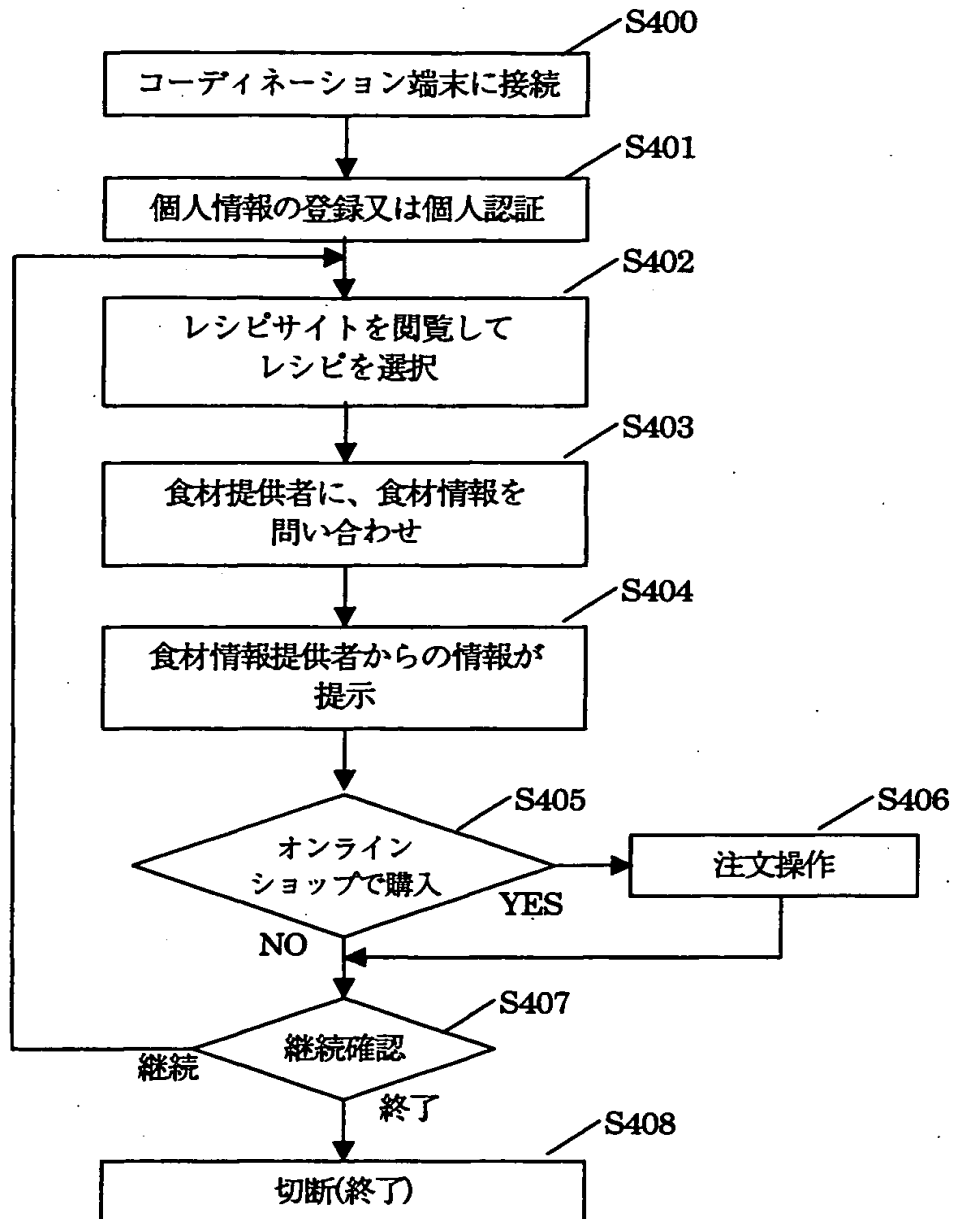 S400
コーディネーション端末に接続
S401
個人情報の登録又は個人認証
S402
レシピサイトを閲覧して
レシピを選択
S403
食材提供者に、食材情報を
問い合わせ
S404
食材情報提供者からの情報が
提示
S405
オンライン
ショップで購入
YES
NO
S406
注文操作
S407
継続確認
継続
終了
S408
切断(終了)